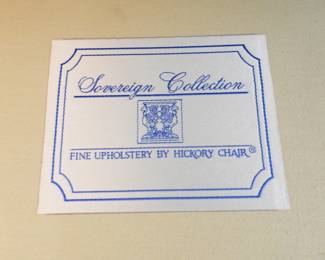 Sovereign Collection
FINE UPHOLSTERY BY HICKORY CHAIR®